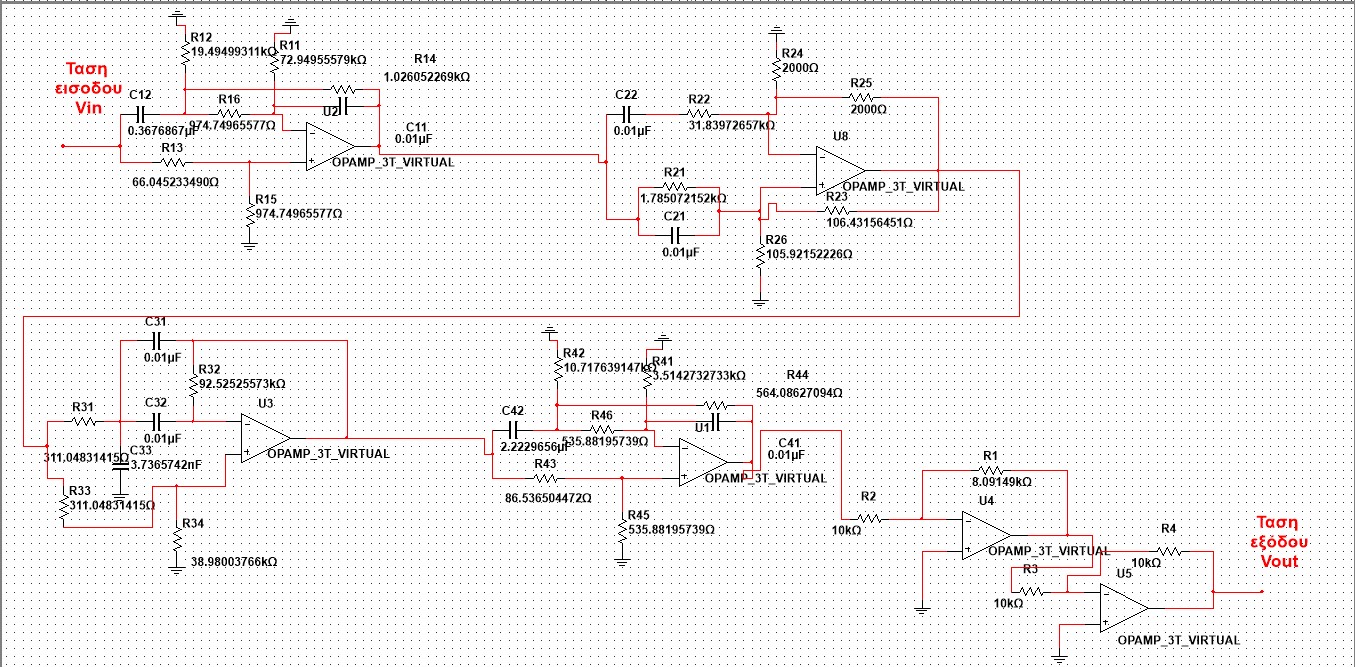 Ταση
εισοδου
Vin
R12
19.49499311kΩ
R11
72.94955579kΩ
R14
1.026052269kΩ
C12
0.3676867µF
R16
974.74965577Ω
U2
C11
0.01µF
OPAMP_3T_VIRTUAL
R13
66.045233490Ω
R15
974.74965577Ω
R24
2000Ω
R25
2000Ω
C22
0.01µF
R22
31.83972657kΩ
U8
OPAMP_3T_VIRTUAL
R21
1.785072152kΩ
C21
0.01µF
R23
106.43156451Ω
R26
105.92152226Ω
C31
0.01µF
R32
92.52525573kΩ
R31
311.04831415Ω
C32
0.01µF
U3
OPAMP_3T_VIRTUAL
C33
3.7365742nF
R33
311.04831415Ω
R34
38.98003766kΩ
R42
10.717639147kΩ
R41
3.5142732733kΩ
R44
564.08627094Ω
C42
2.2229656µF
R46
535.88195739Ω
U1
C41
0.01µF
OPAMP_3T_VIRTUAL
R43
86.536504472Ω
R45
535.88195739Ω
R1
8.09149kΩ
R2
10kΩ
U4
OPAMP_3T_VIRTUAL
R4
10kΩ
R3
10kΩ
U5
OPAMP_3T_VIRTUAL
Ταση
εξόδου
Vout